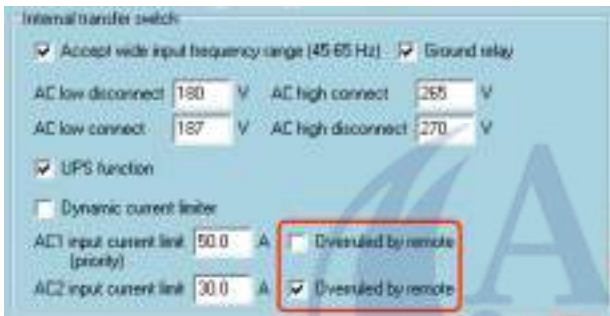 Internal transfer switch
Accept wide input frequency range (45-65 Hz) Ground relay
AC low disconnect 180 V AC high connect 265 V
AC low connect 187 V AC high disconnect 270 V
UPS function
Dynamic current limiter
AC1 input current limit 50.0 A Overruled by remote
(priority)
AC2 input current limit 30.0 A Overruled by remote